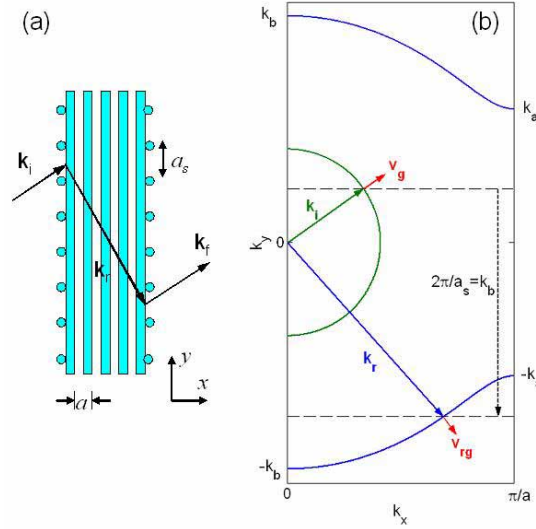 (a)
k_i
a_s
k_r
k_f
a
y
x
(b)
k_b
k_a
v_g
k_i
k_y
0
2π/a_s=k_b
k_r
v_rg
-k_b
0
π/a
k_x